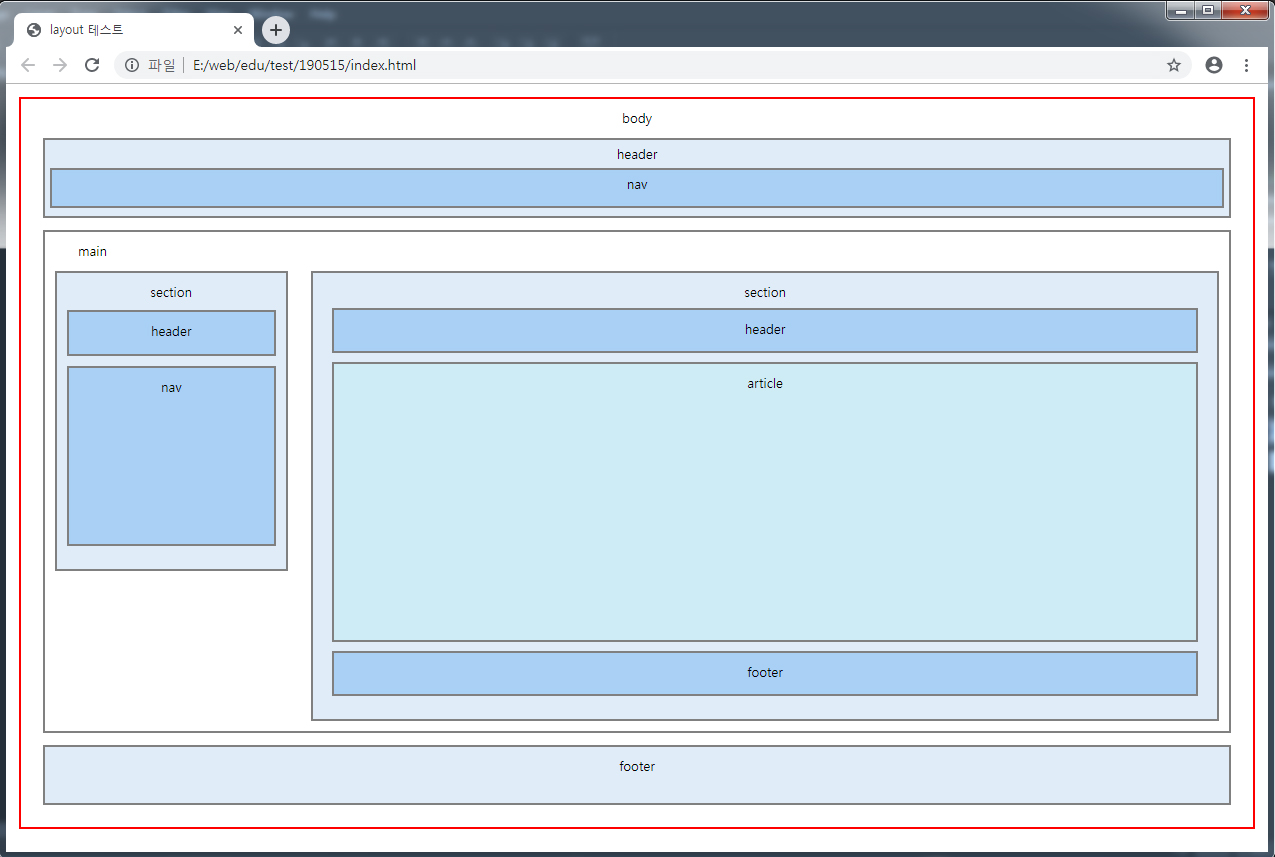 layout 테스트
파일 E:/web/edu/test/190515/index.html
body
header
nav
main
section
header
nav
section
header
article
footer
footer